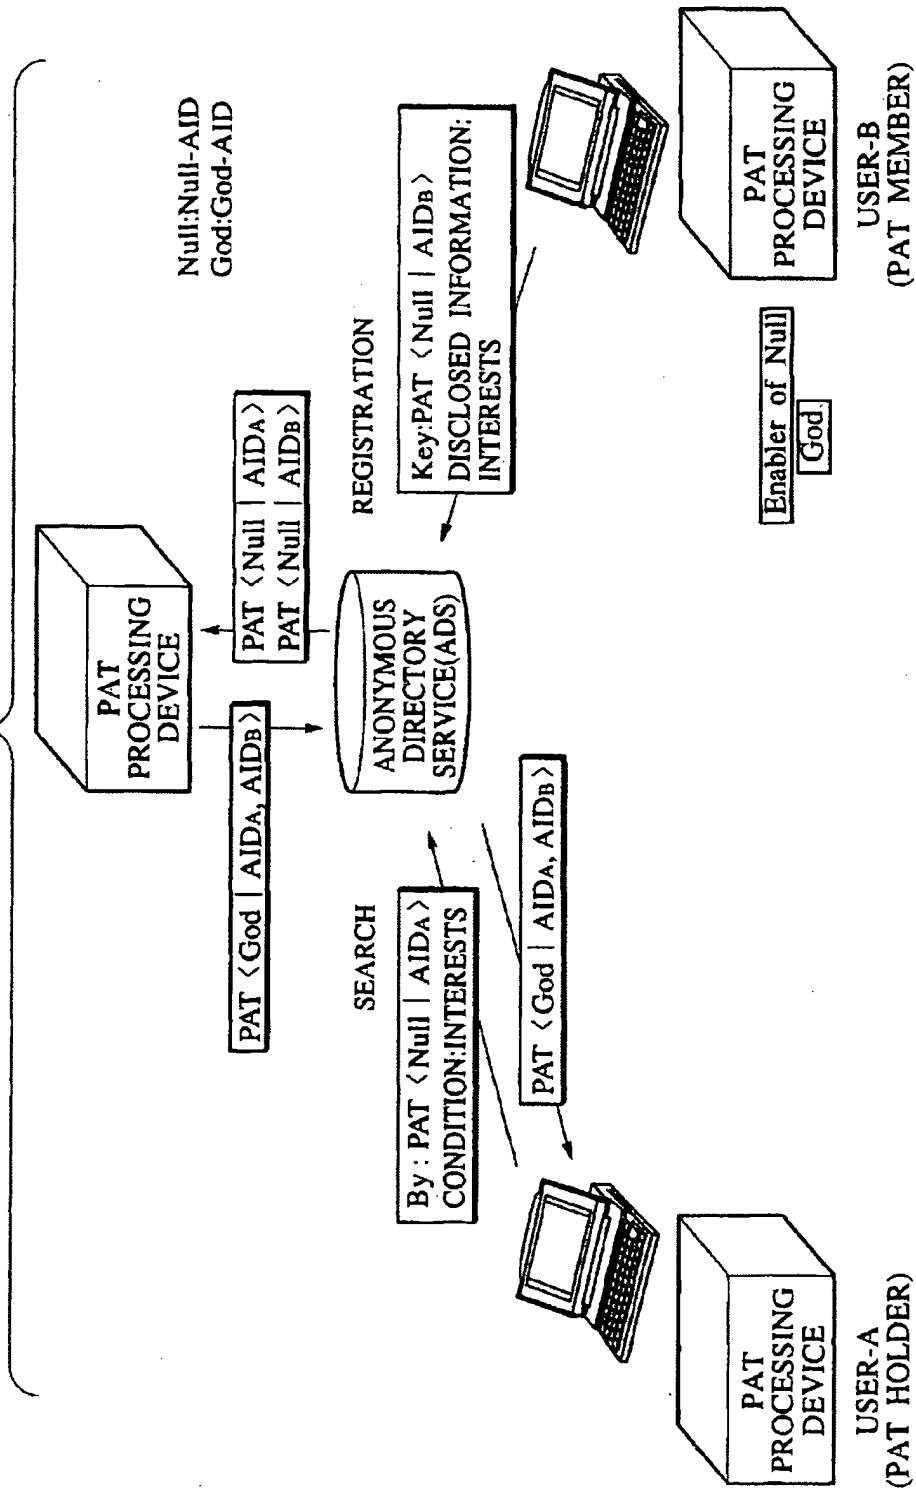 Null:Null-AID
God:God-AID
PAT
PROCESSING
DEVICE
PAT <God | AIDA, AIDB>
PAT <Null | AIDA>
PAT <Null | AIDB>
ANONYMOUS
DIRECTORY
SERVICE(ADS)
SEARCH
By : PAT <Null | AIDA>
CONDITION:INTERESTS
PAT <God | AIDA, AIDB>
REGISTRATION
Key:PAT <Null | AIDB>
DISCLOSED INFORMATION:
INTERESTS
PAT
PROCESSING
DEVICE
USER-A
(PAT HOLDER)
Enabler of Null
God
PAT
PROCESSING
DEVICE
USER-B
(PAT MEMBER)